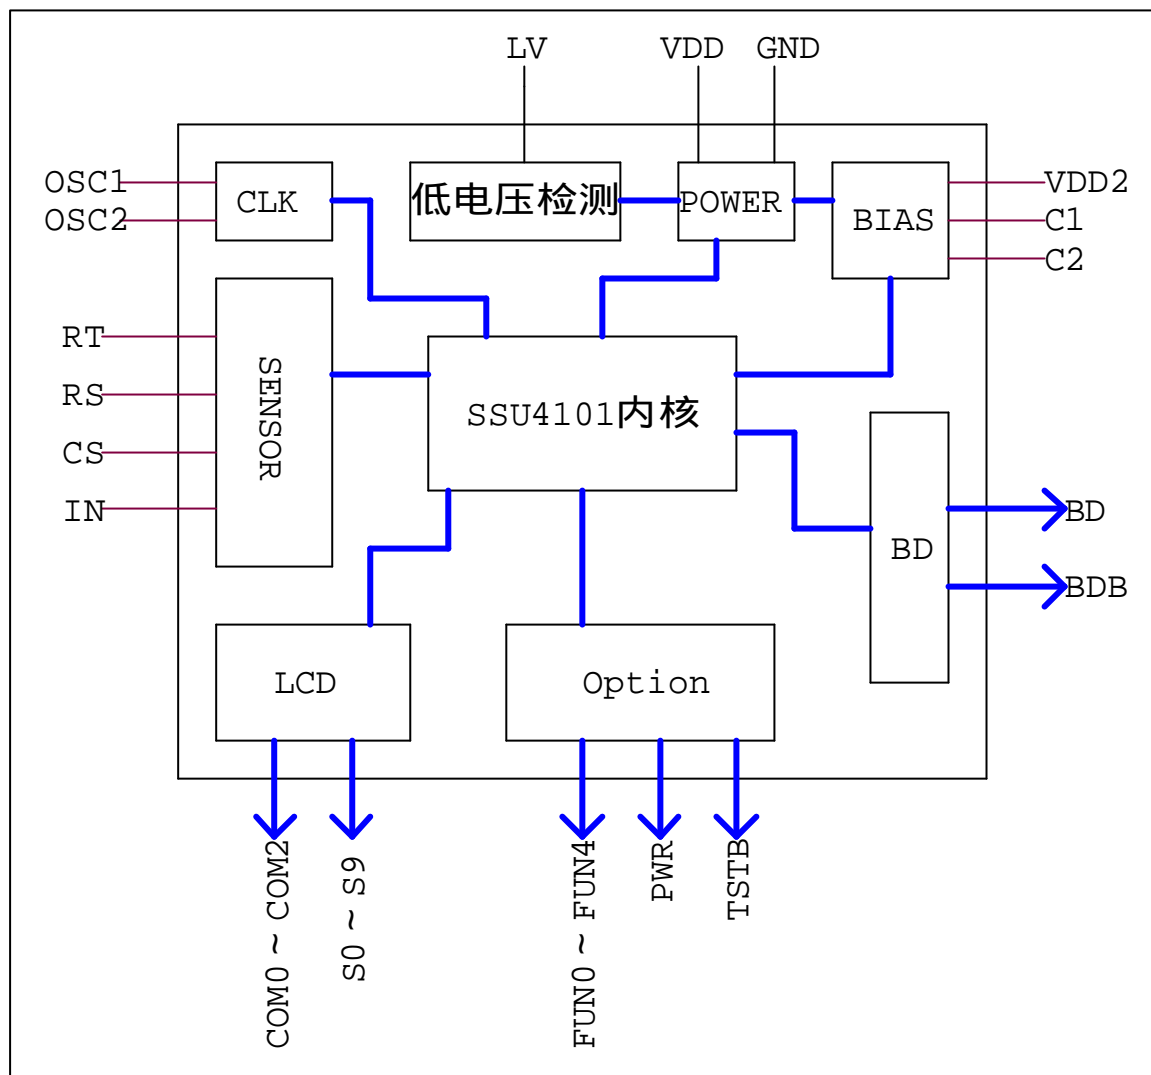 LV
VDD
GND
OSC1
OSC2
CLK
低电压检测
POWER
BIAS
VDD2
C1
C2
RT
RS
CS
IN
SENSOR
SSU4101内核
BD
BD
BDB
LCD
Option
COM0～COM2
S0～S9
FUN0～FUN4
PWR
TSTB